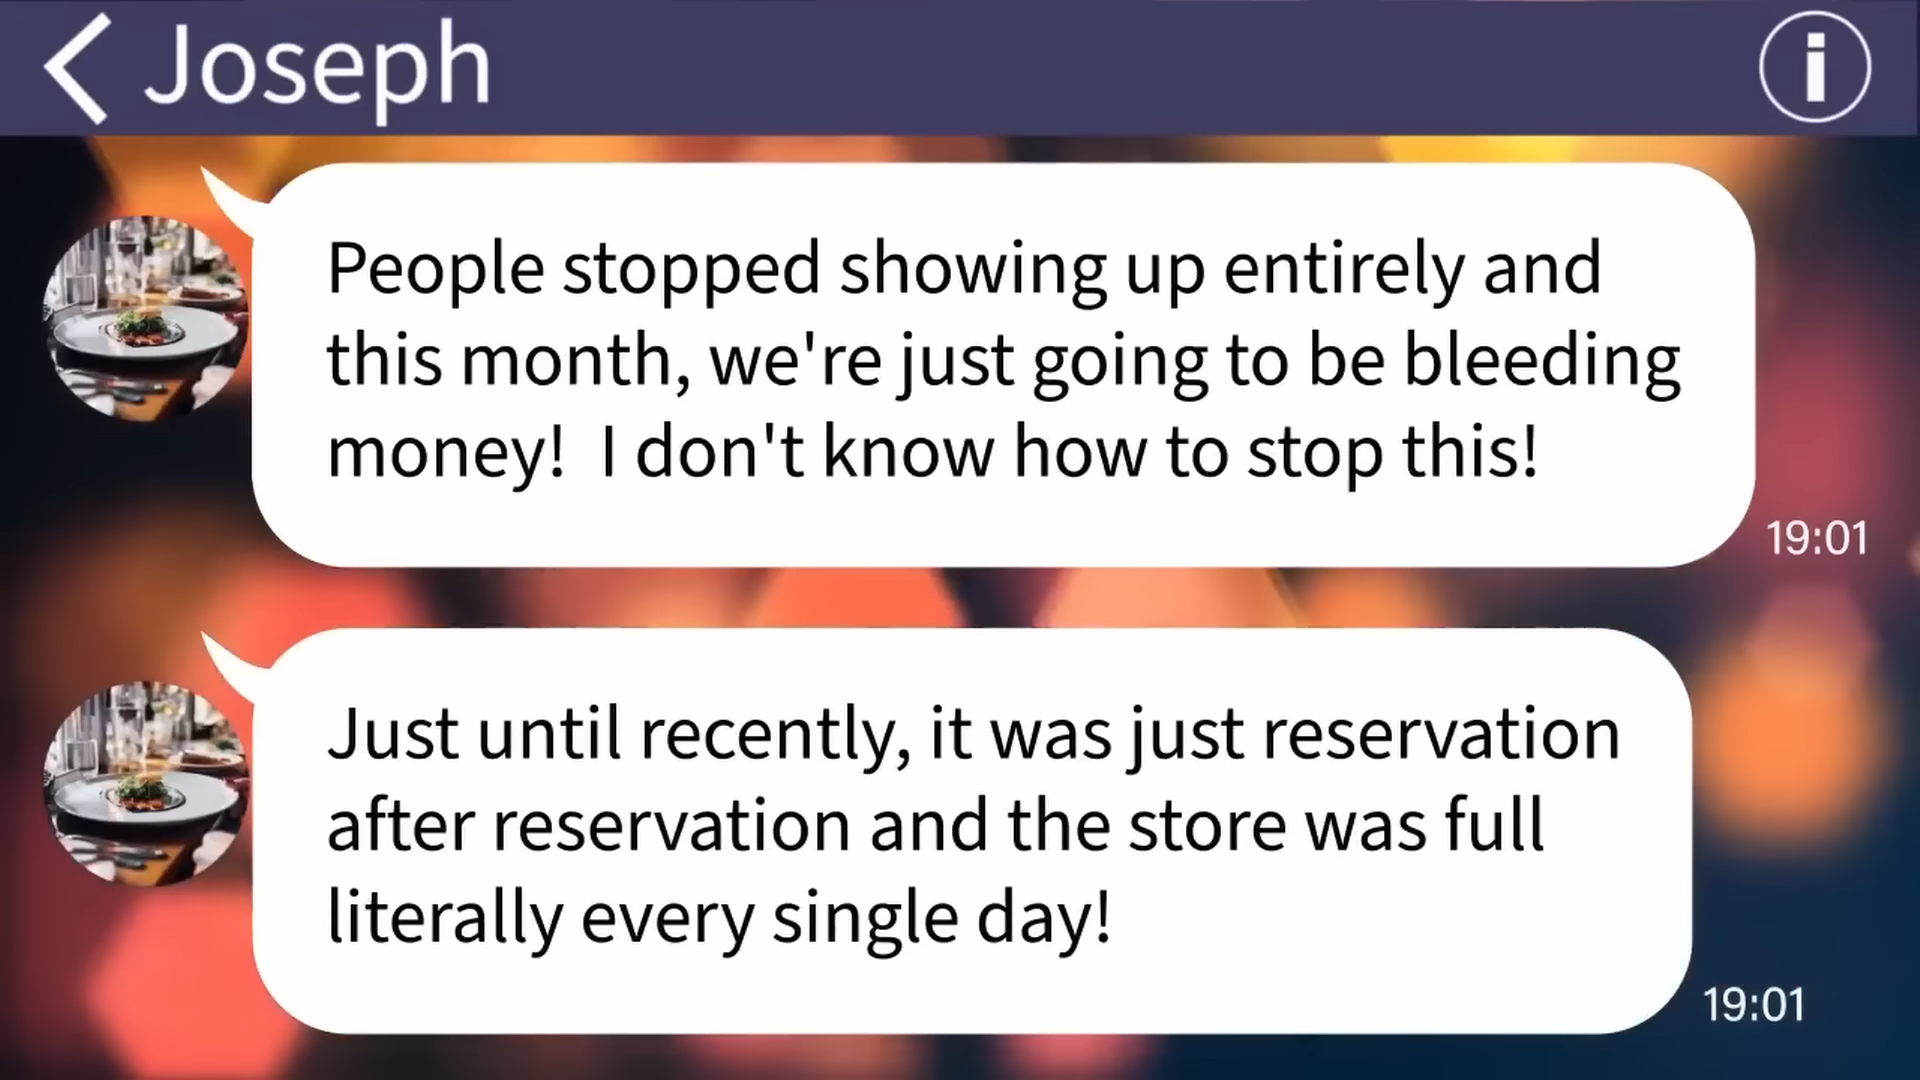 Joseph
People stopped showing up entirely and
this month, we're just going to be bleeding
money!  I don't know how to stop this!
19:01
Just until recently, it was just reservation
after reservation and the store was full
literally every single day!
19:01